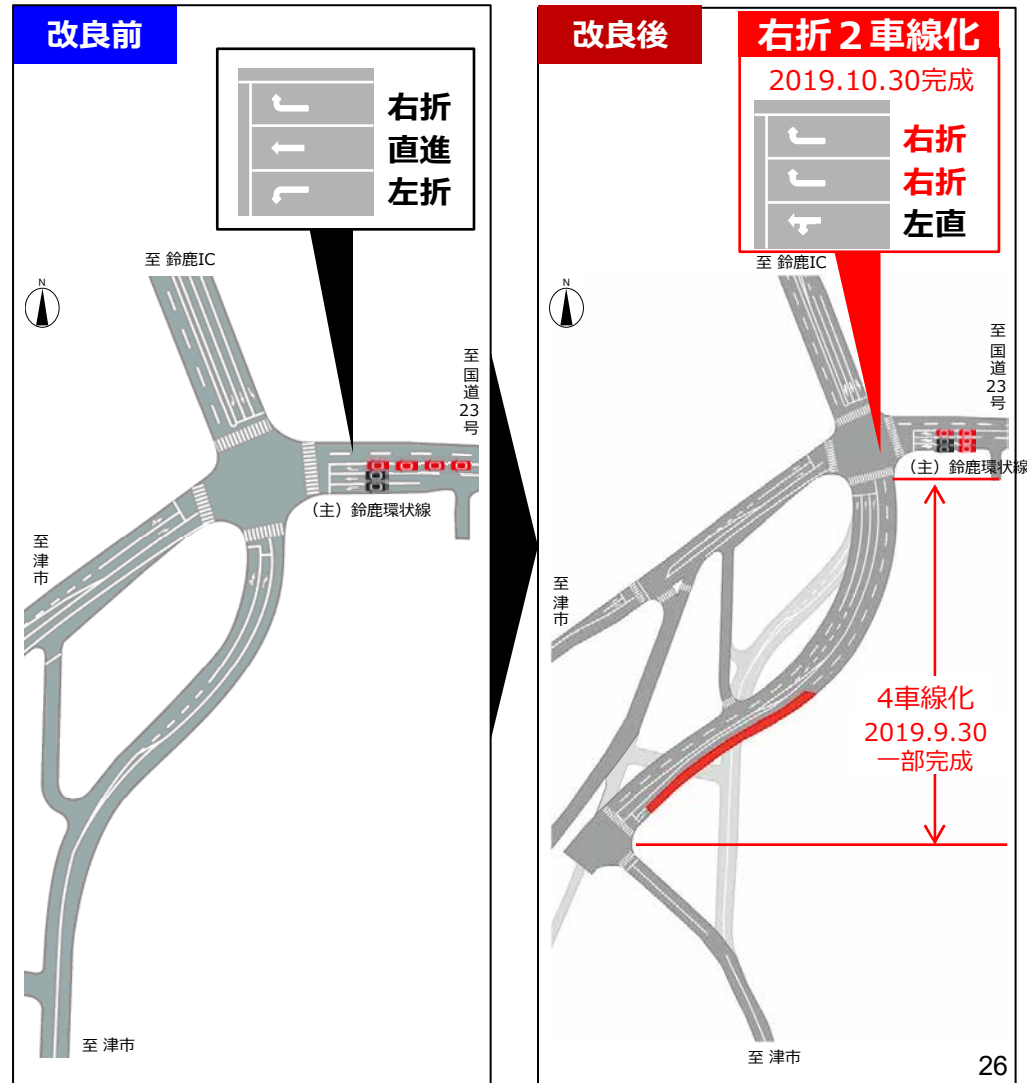 改良前
右折
直進
左折
至 鈴鹿IC
N
至国道23号
（主）鈴鹿環状線
至津市
至 津市
改良後
右折２車線化
2019.10.30完成
右折
右折
左直
至 鈴鹿IC
N
至国道23号
（主）鈴鹿環状線
至津市
4車線化
2019.9.30
一部完成
至 津市
26